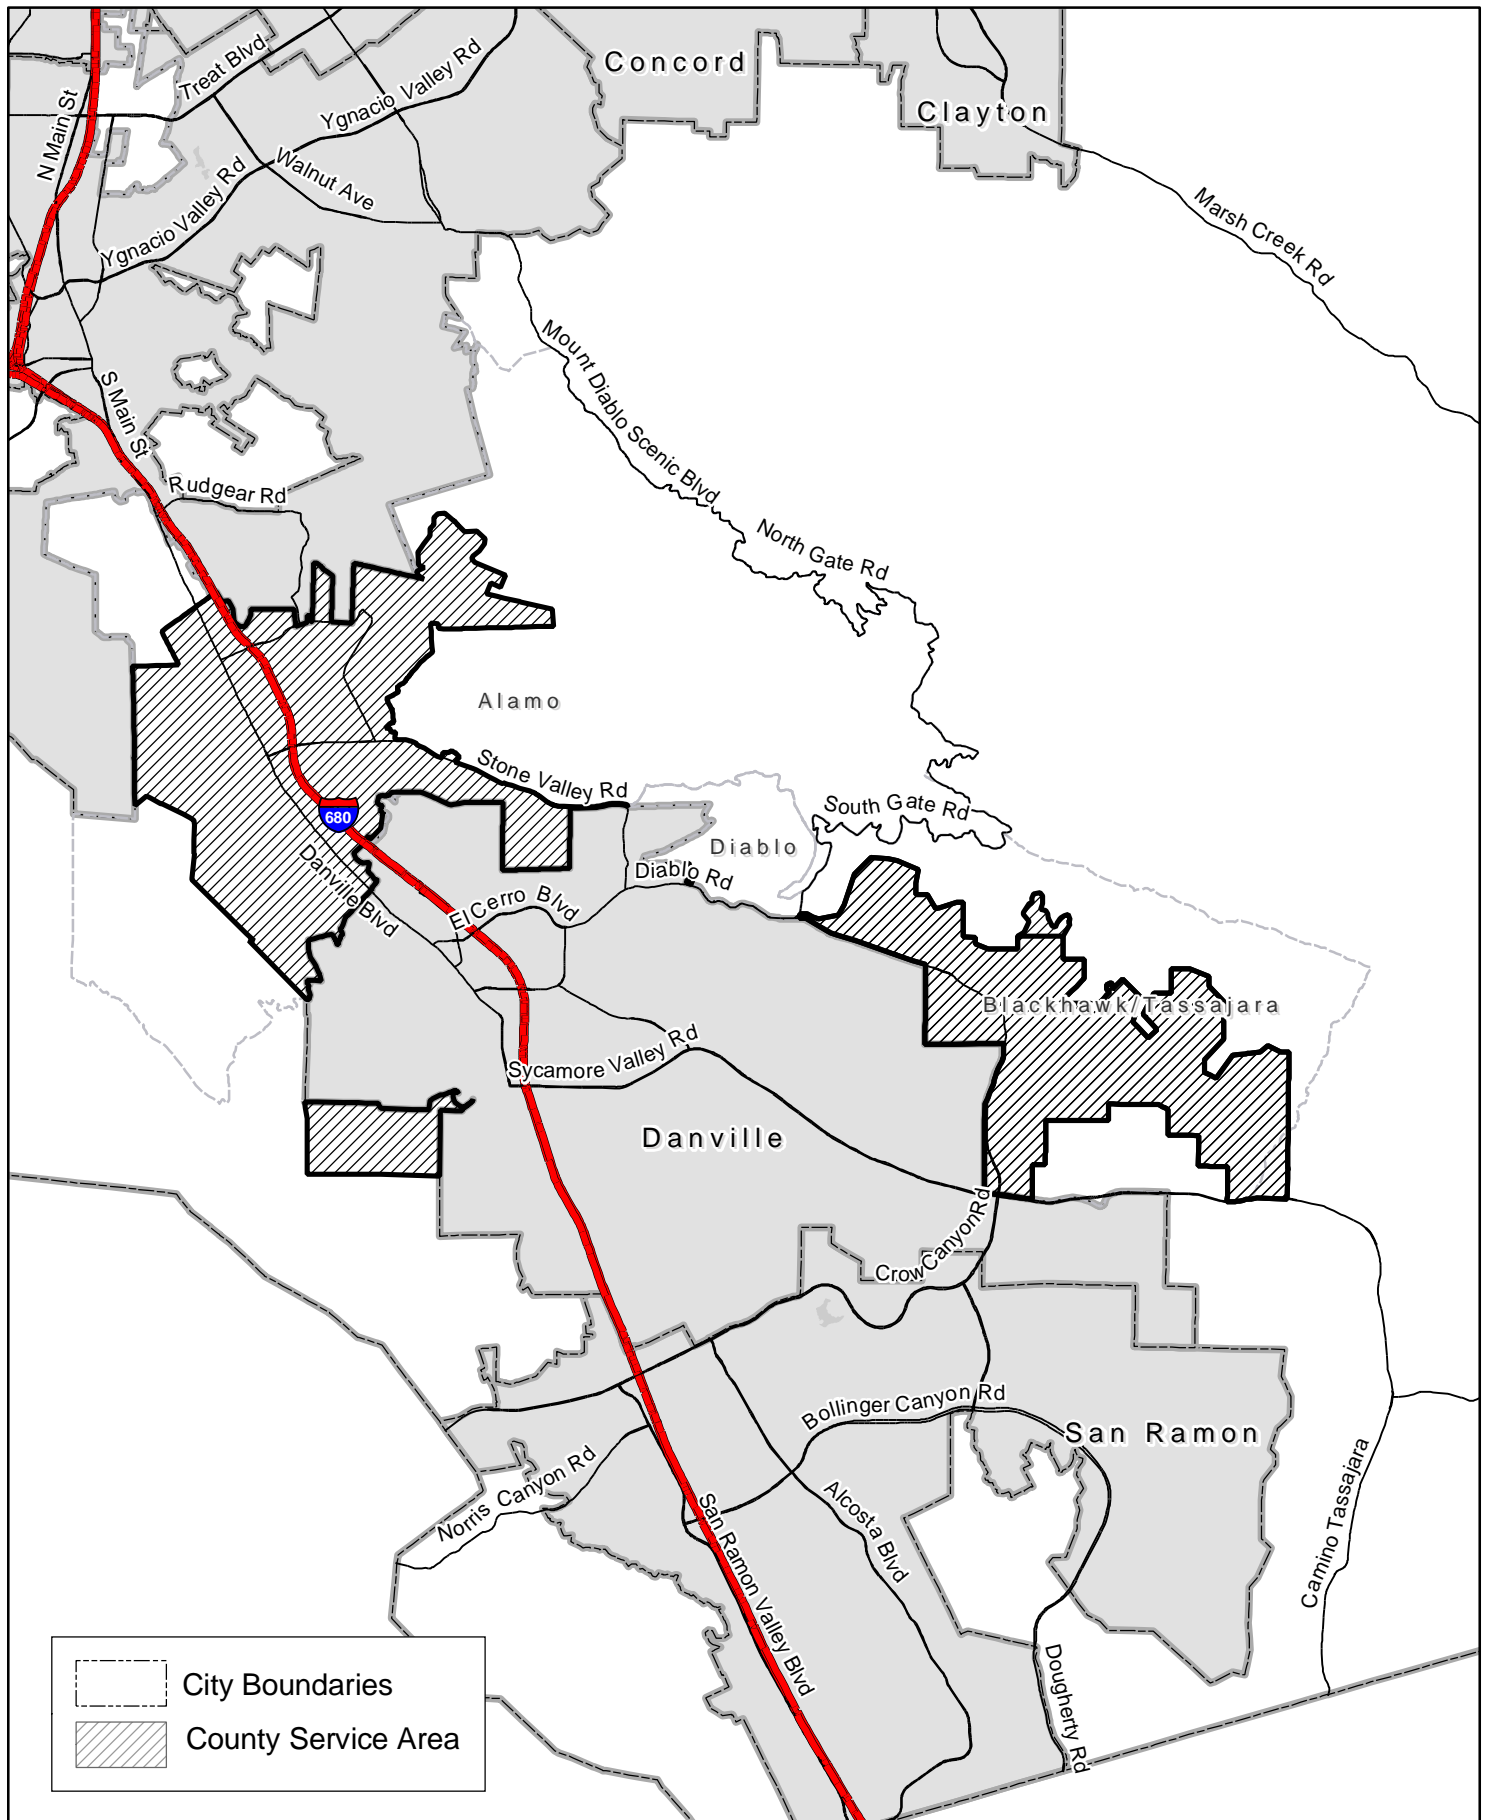 Concord
Treat Blvd
Ygnacio Valley Rd
Clayton
N Main St
Walnut Ave
Ygnacio Valley Rd
Marsh Creek Rd
Mount Diablo Scenic Blvd
S Main St
Rudgear Rd
North Gate Rd
Alamo
Stone Valley Rd
South Gate Rd
680
Diablo
Danville Blvd
Diablo Rd
El Cerro Blvd
Blackhawk/Tassajara
Sycamore Valley Rd
Danville
Crow Canyon Rd
Bollinger Canyon Rd
San Ramon
Norris Canyon Rd
Alcosta Blvd
San Ramon Valley Blvd
Camino Tassajara
Dougherty Rd
City Boundaries
County Service Area